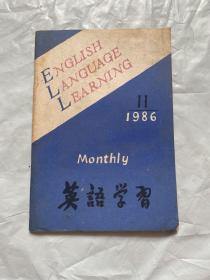 ENGLISH
LANGUAGE
LEARNING
11
1986
Monthly
英語学習